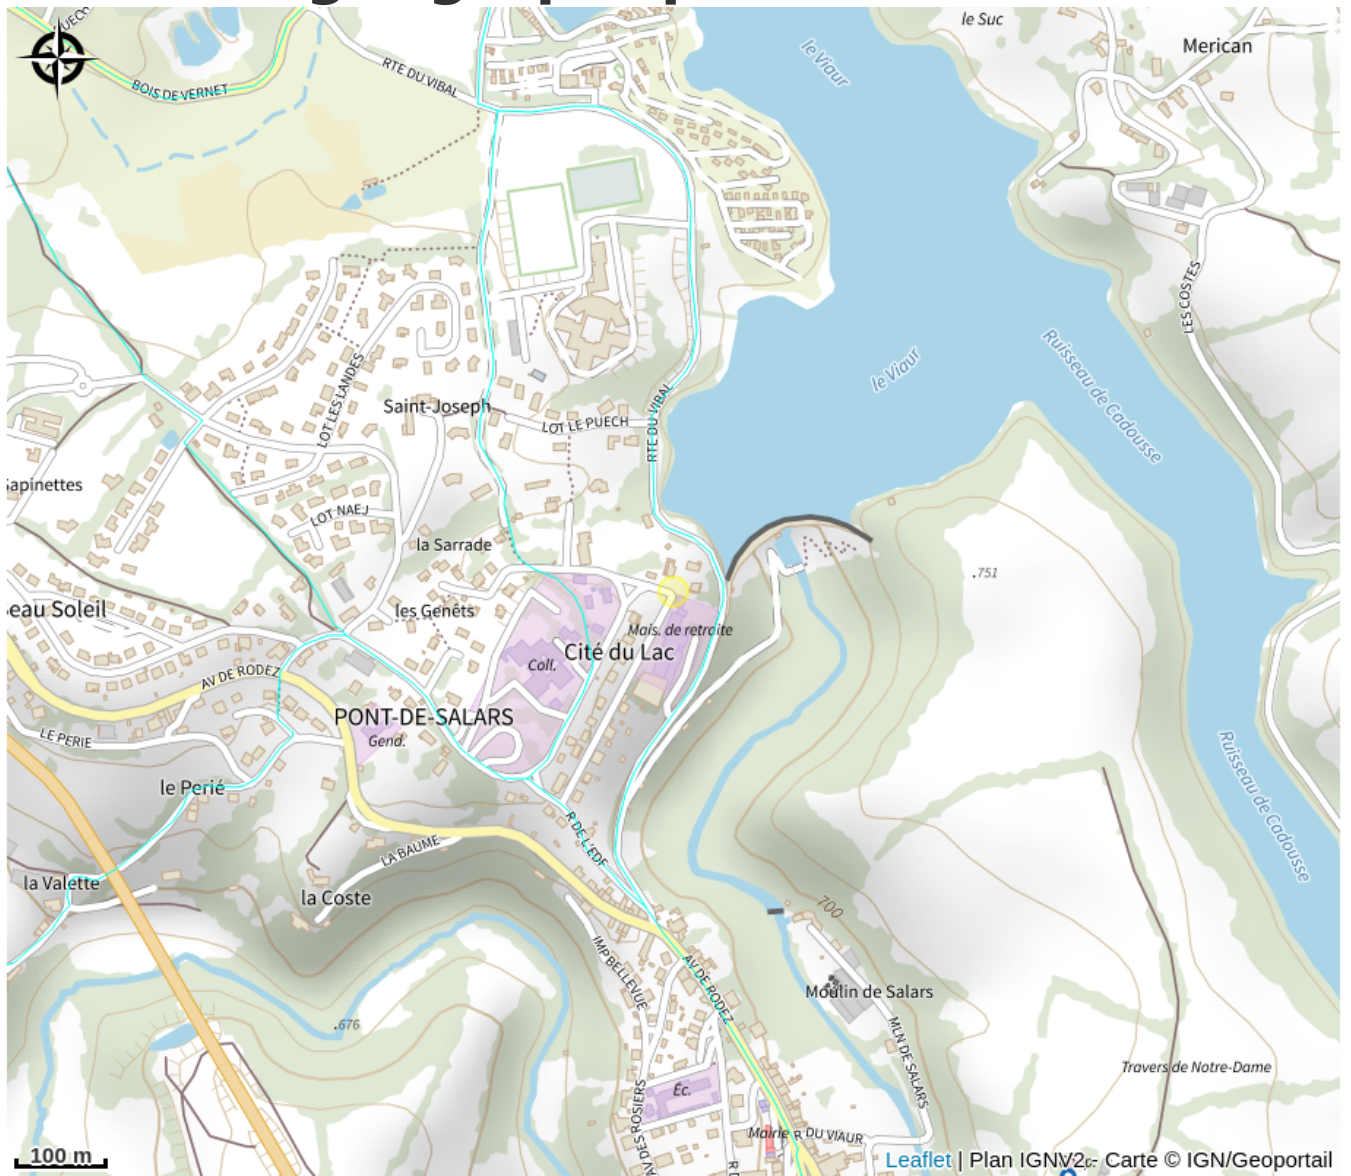 le Suc
Merican
le Viaur
RTE DU VIBAL
BOIS DE VERNET
LES COSTES
Ruisseau de Cadousse
le Viaur
LOT LES LANDES
RTE DU VIBAL
Saint-Joseph
LOT LE PUECH
LOT NAEJ
la Sarrade
.751
les Genêts
Mais. de retraite
Cité du Lac
Coll.
AV DE RODEZ
PONT-DE-SALARS
Gend.
LE PERIE
le Perié
Ruisseau de Cadousse
R DE L'EDF
LA BAUME
la Valette
la Coste
700
IMP BELLEVUE
AV DE RODEZ
Moulin de Salars
.676
MLN DE SALARS
Travers de Notre-Dame
Éc.
AV DES ROSIERS
Mairie
R DU VIAUR
100 m
Leaflet | Plan IGNV2 - Carte © IGN/Geoportail